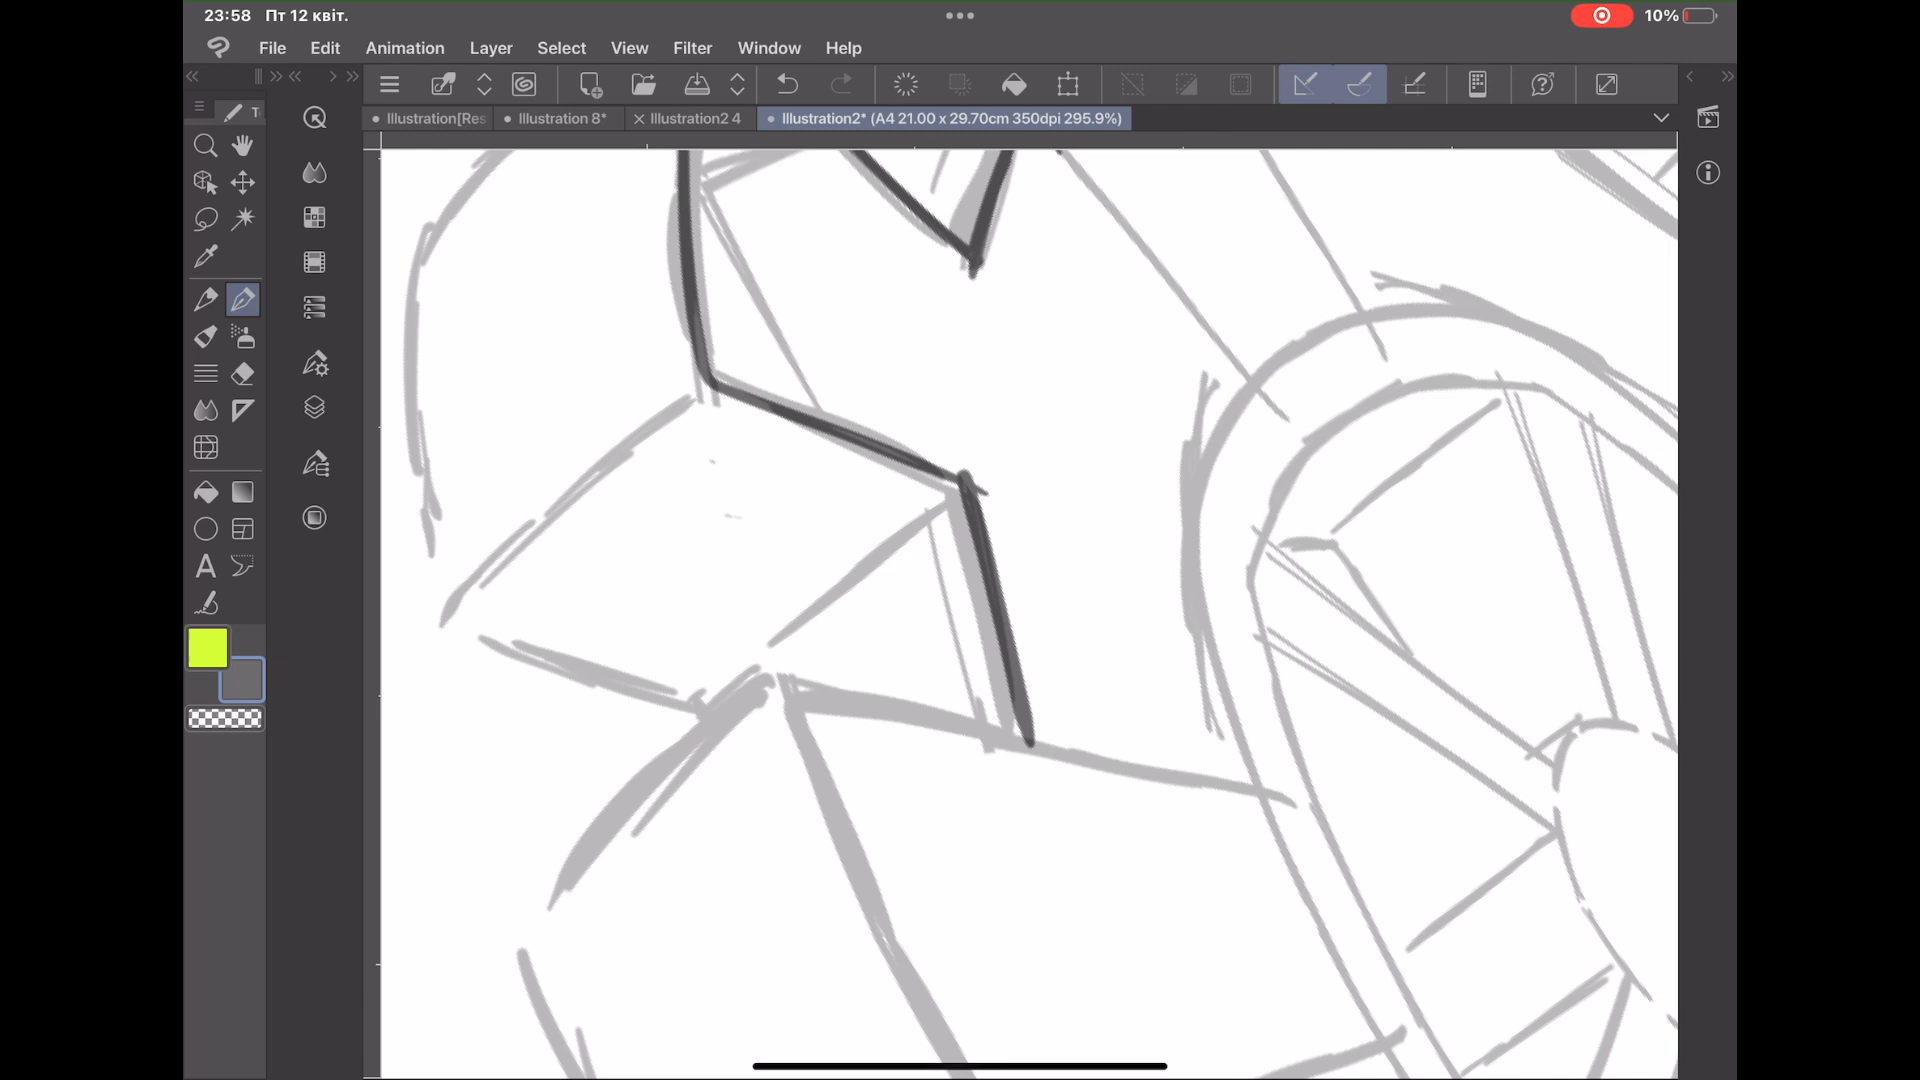 23:58 Пт 12 квіт.
10%
File Edit Animation Layer Select View Filter Window Help
Illustration[Res Illustration 8* Illustration2 4 Illustration2* (A4 21.00 x 29.70cm 350dpi 295.9%)